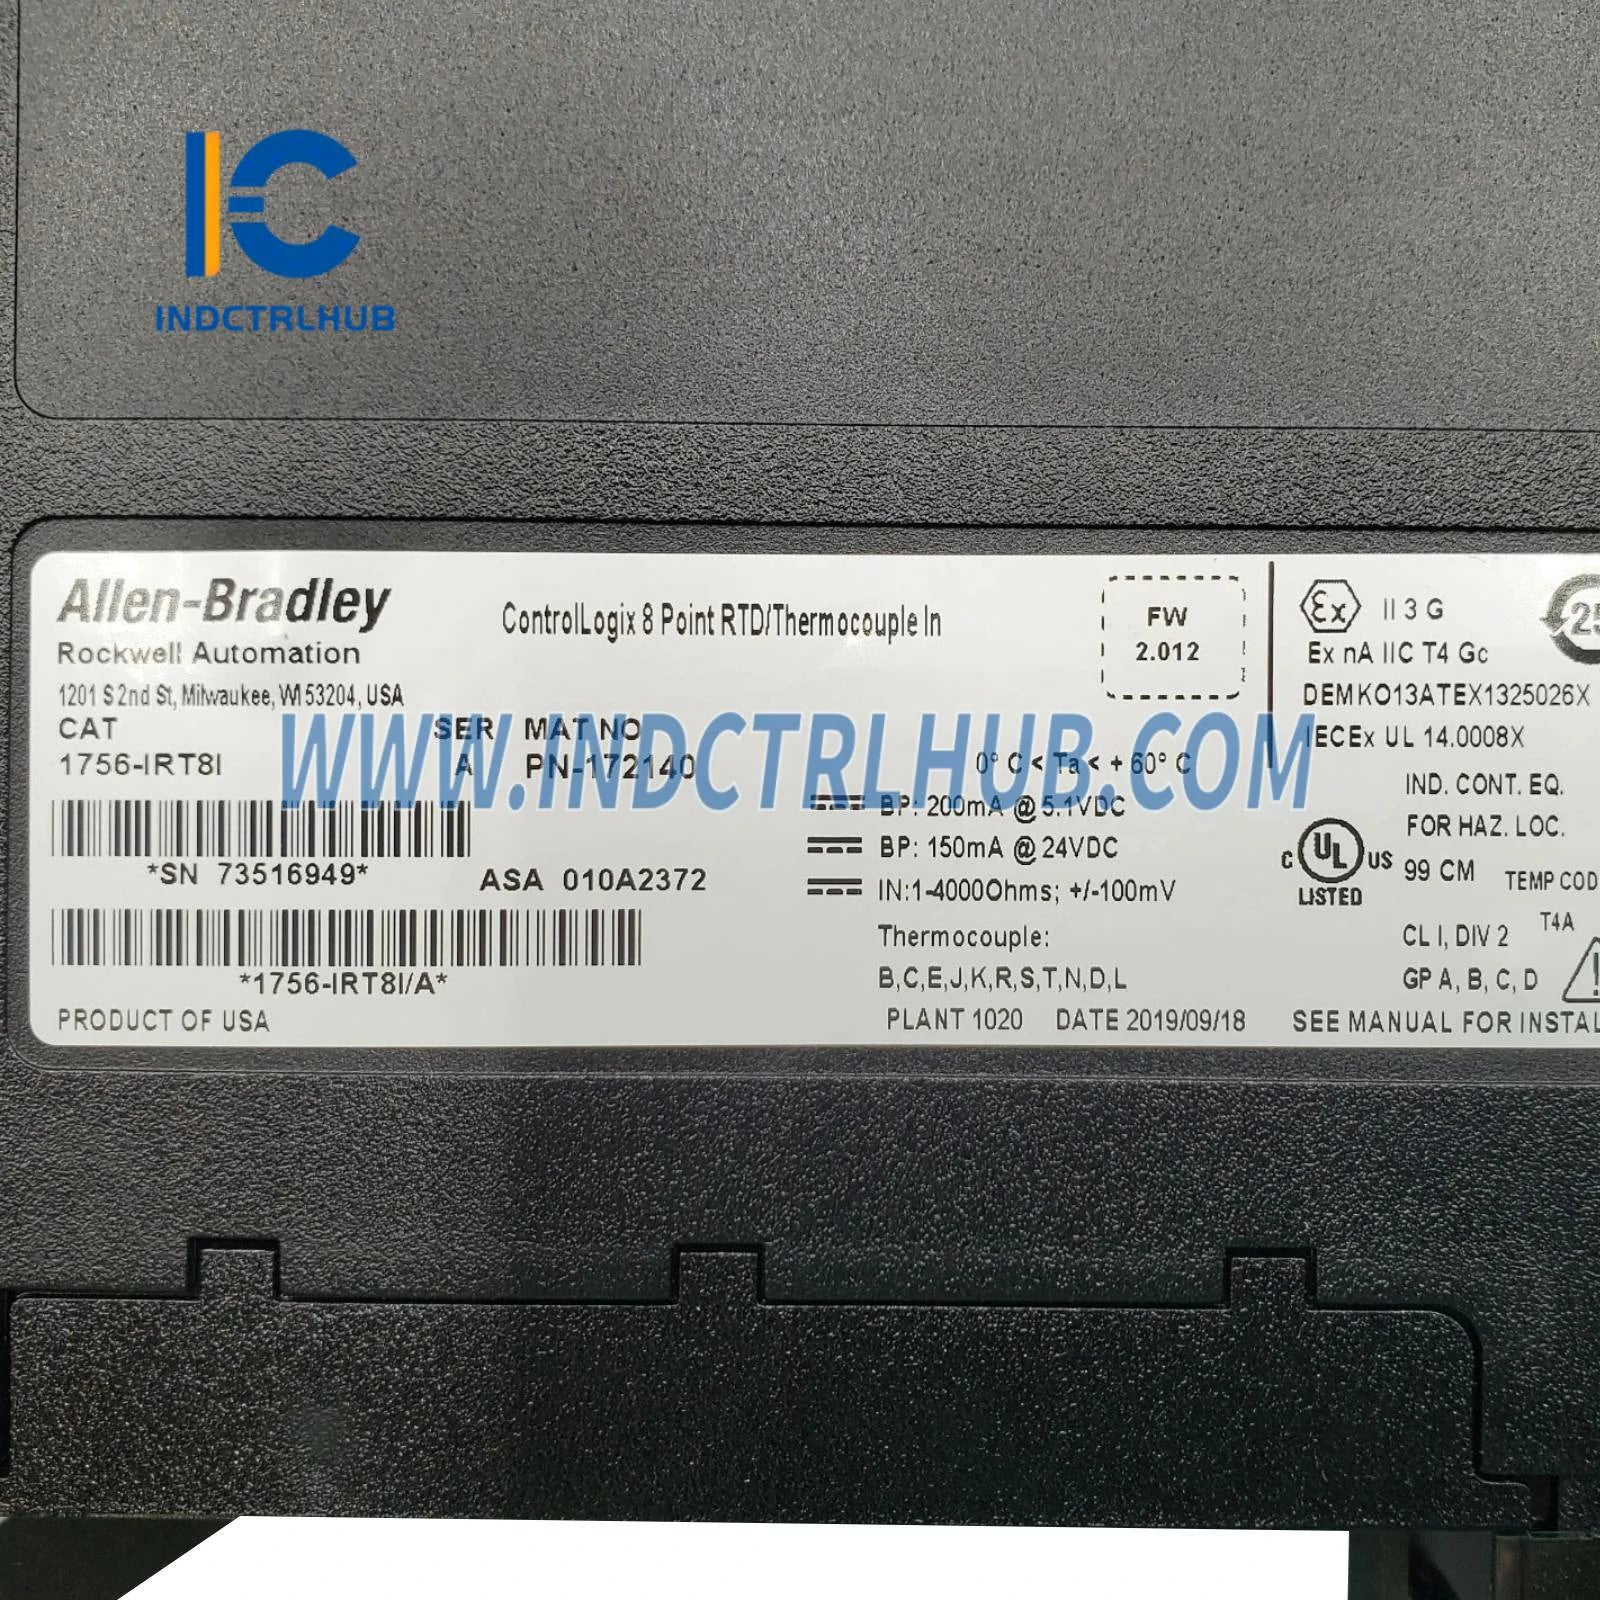 INDCTRLHUB
Allen-Bradley
Rockwell Automation
1201 S 2nd St, Milwaukee, WI 53204, USA
CAT SER MAT NO
1756-IRT8I A PN-172140
*SN 73516949*
ASA 010A2372
*1756-IRT8I/A*
PRODUCT OF USA
ControlLogix 8 Point RTD/Thermocouple In
FW
2.012
WWW.INDCTRLHUB.COM
0° C < Ta < + 60° C
BP: 200mA @ 5.1VDC
BP: 150mA @ 24VDC
IN:1-4000Ohms; +/-100mV
Thermocouple:
B,C,E,J,K,R,S,T,N,D,L
PLANT 1020 DATE 2019/09/18
Ex II 3 G
Ex nA IIC T4 Gc
DEMKO13ATEX1325026X
IECEx UL 14.0008X
25
IND. CONT. EQ.
FOR HAZ. LOC.
C UL US
LISTED
99 CM TEMP COD
T4A
CL I, DIV 2
GP A, B, C, D
SEE MANUAL FOR INSTAL